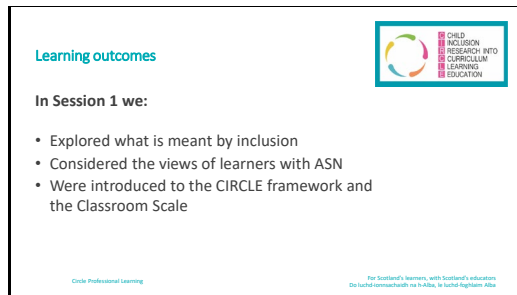 Learning outcomes
CHILD
INCLUSION
RESEARCH INTO
CURRICULUM
LEARNING
EDUCATION
In Session 1 we:
• Explored what is meant by inclusion
• Considered the views of learners with ASN
• Were introduced to the CIRCLE framework and
the Classroom Scale
Circle Professional Learning
For Scotland's learners, with Scotland's educators
Do luchd-ionnsachaidh na h-Alba, le luchd-foghlaim Alba